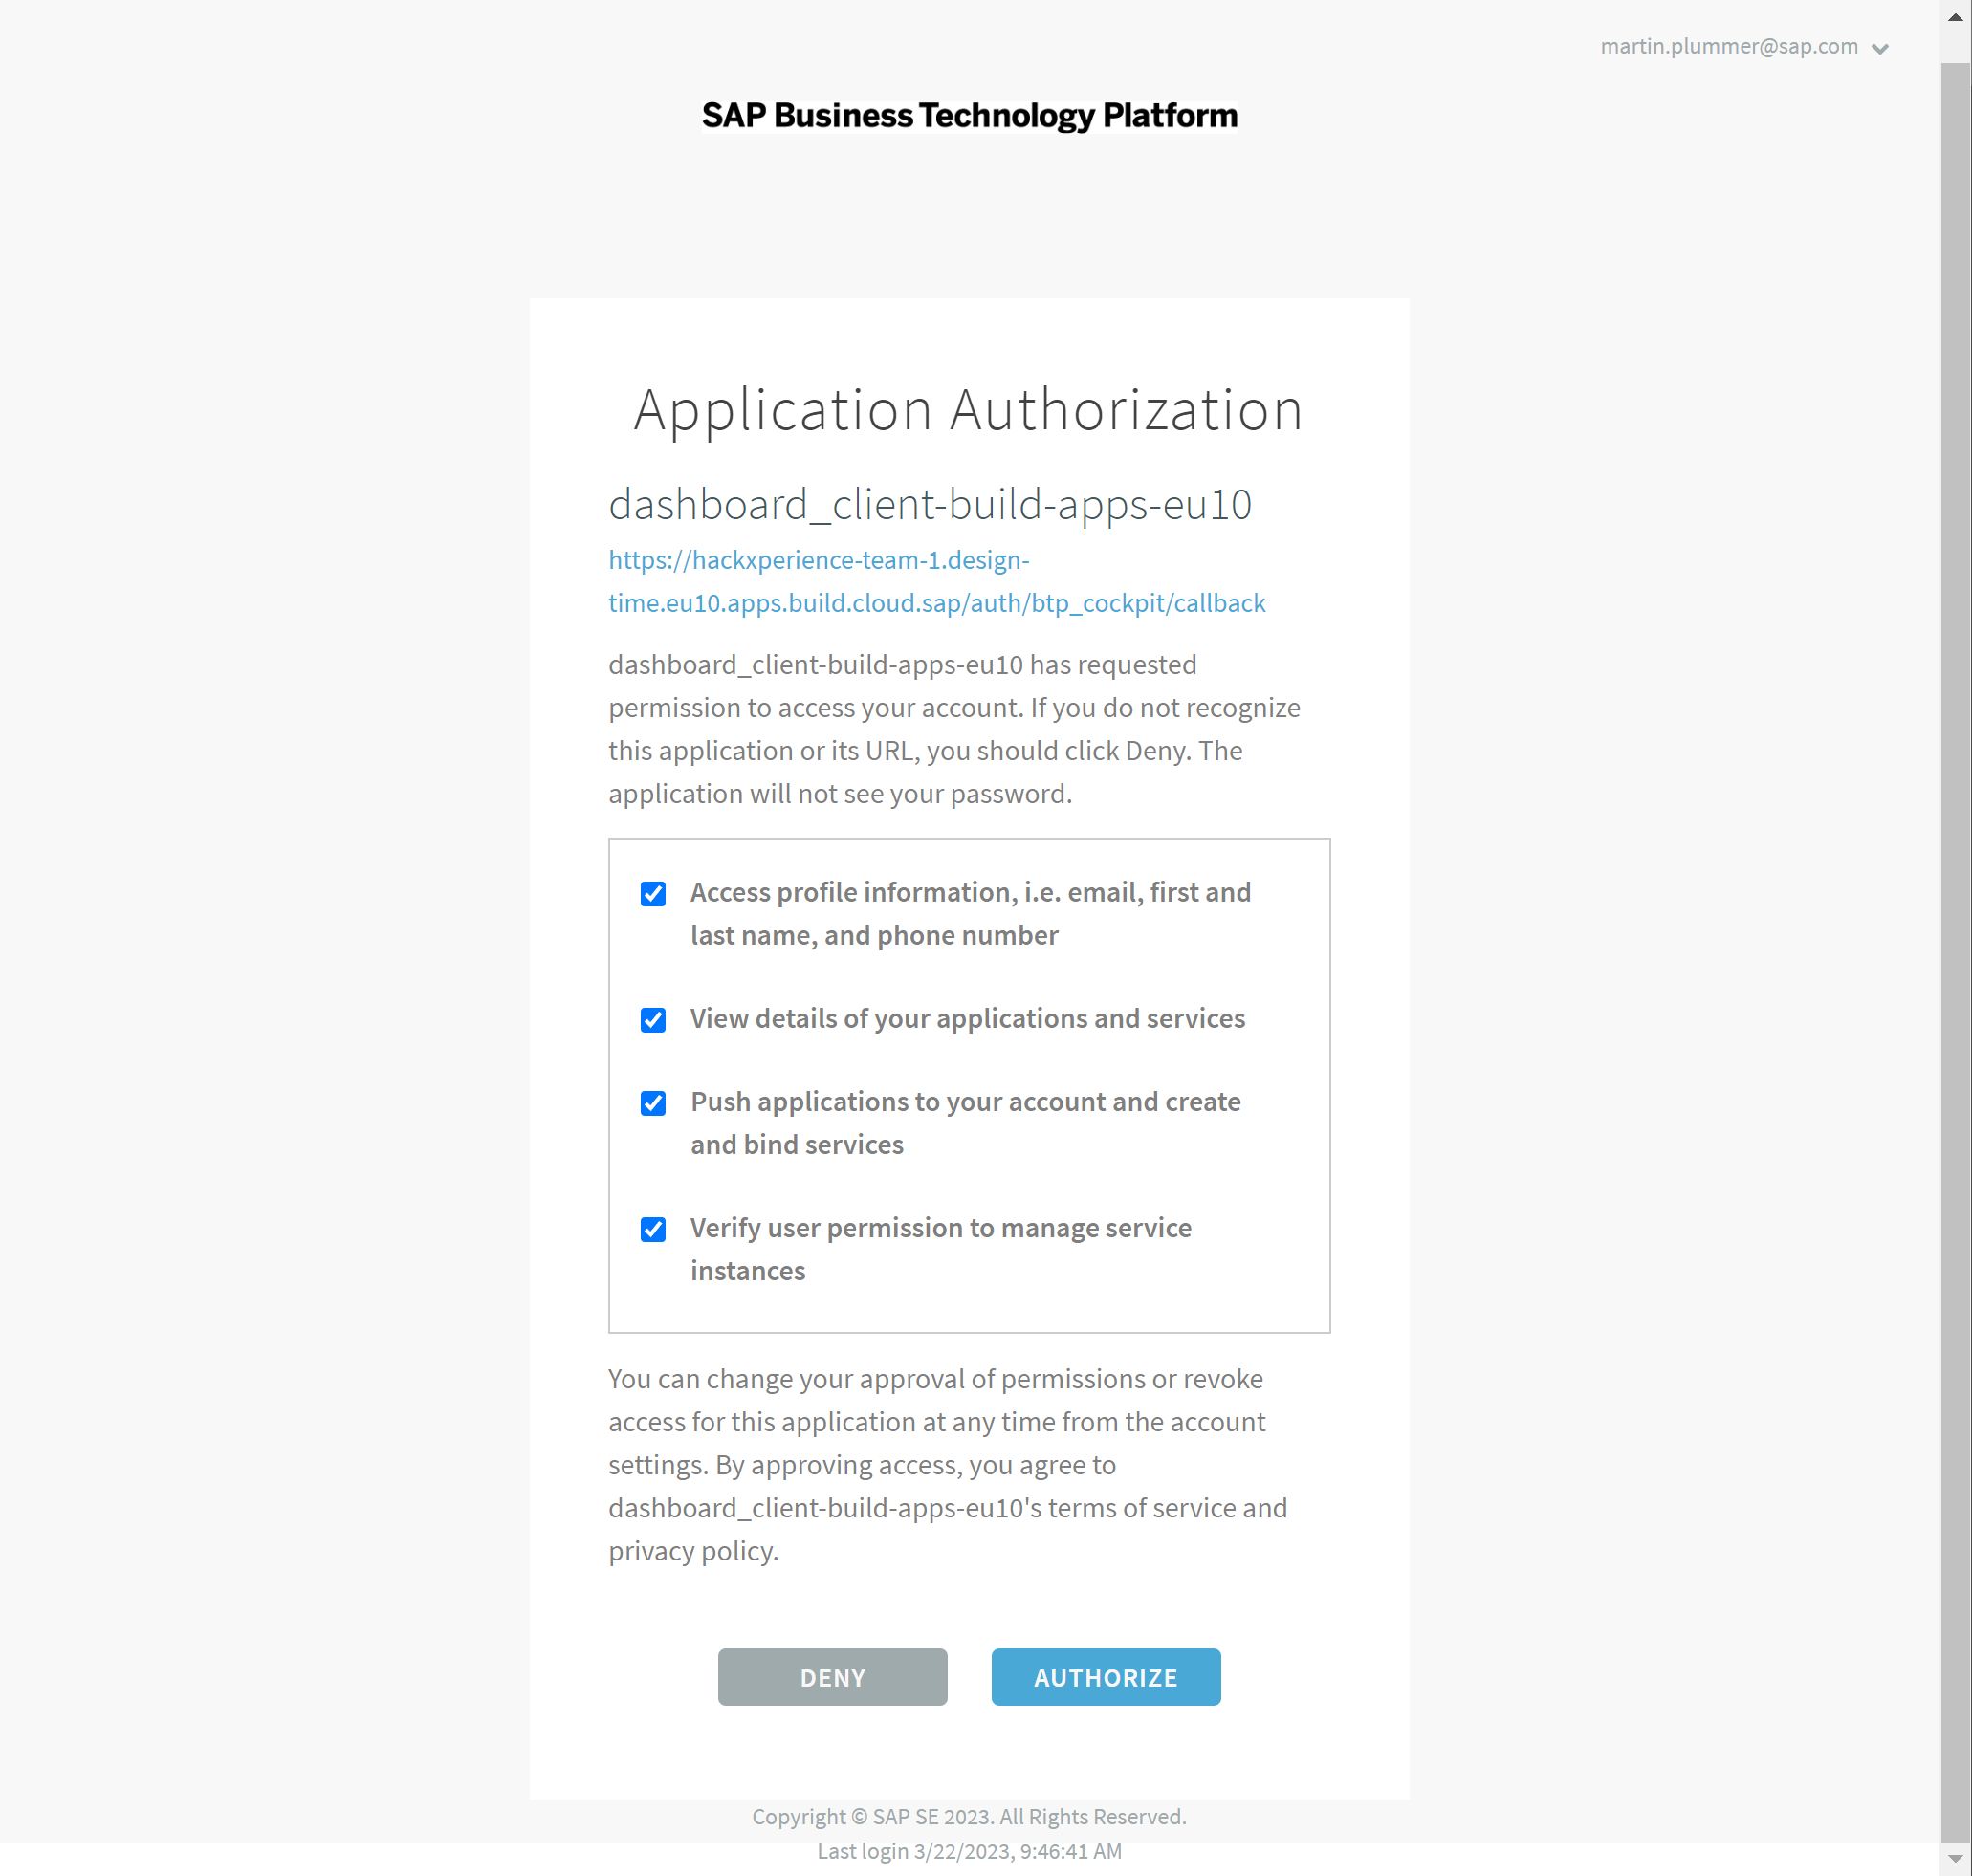 martin.plummer@sap.com
SAP Business Technology Platform
Application Authorization
dashboard_client-build-apps-eu10
https://hackxperience-team-1.design-
time.eu10.apps.build.cloud.sap/auth/btp_cockpit/callback
dashboard_client-build-apps-eu10 has requested
permission to access your account. If you do not recognize
this application or its URL, you should click Deny. The
application will not see your password.
Access profile information, i.e. email, first and
last name, and phone number
View details of your applications and services
Push applications to your account and create
and bind services
Verify user permission to manage service
instances
You can change your approval of permissions or revoke
access for this application at any time from the account
settings. By approving access, you agree to
dashboard_client-build-apps-eu10's terms of service and
privacy policy.
DENY
AUTHORIZE
Copyright © SAP SE 2023. All Rights Reserved.
Last login 3/22/2023, 9:46:41 AM